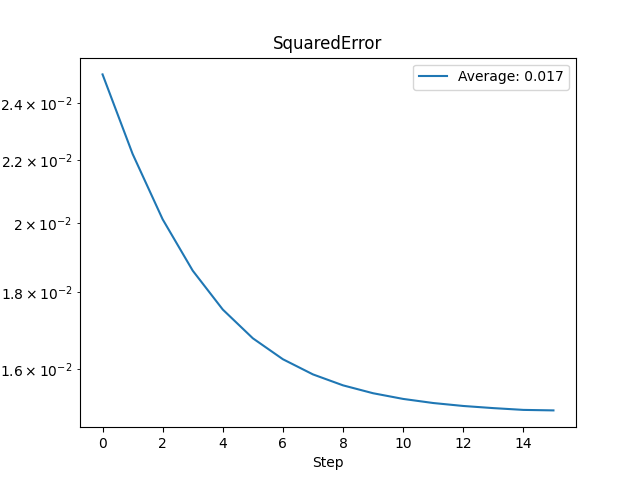 SquaredError
Average: 0.017
2.4 × 10⁻²
2.2 × 10⁻²
2 × 10⁻²
1.8 × 10⁻²
1.6 × 10⁻²
0 2 4 6 8 10 12 14
Step